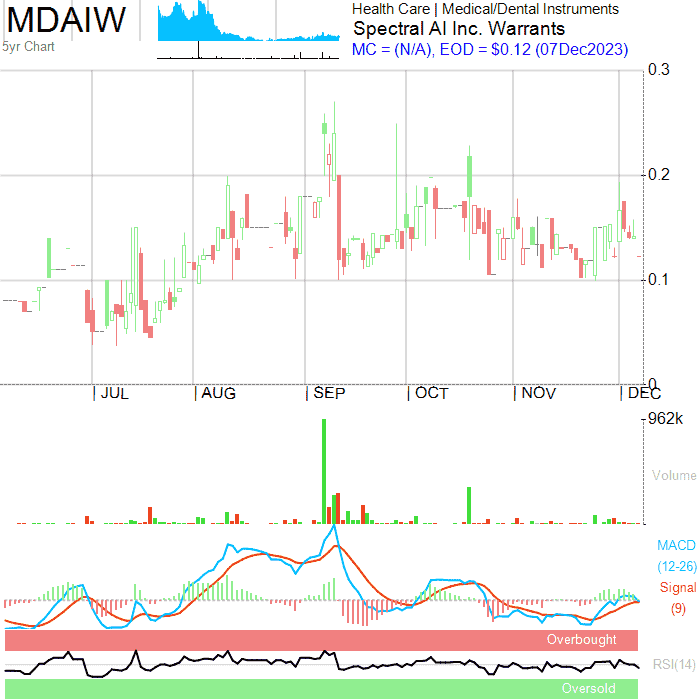 MDAIW
5yr Chart
Health Care | Medical/Dental Instruments
Spectral AI Inc. Warrants
MC = (N/A), EOD = $0.12 (07Dec2023)
0.3
0.2
0.1
0
JUL AUG SEP OCT NOV DEC
962k
Volume
MACD
(12-26)
Signal
(9)
Overbought
RSI(14)
Oversold